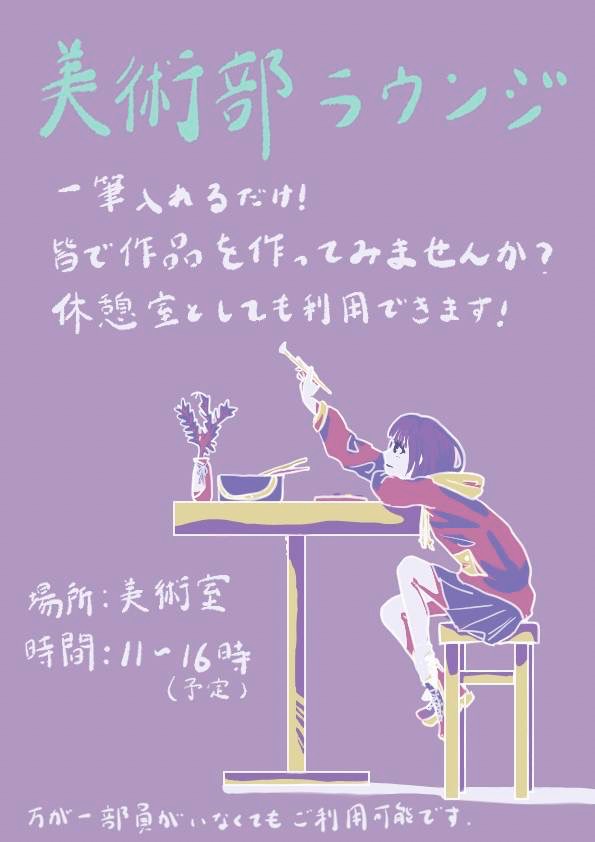 美術部 ラウンジ
一筆入れるだけ!
皆で作品を作ってみませんか?
休憩室としても利用できます!
場所:美術室
時間:11~16時
(予定)
万が一部員がいなくてもご利用可能です.